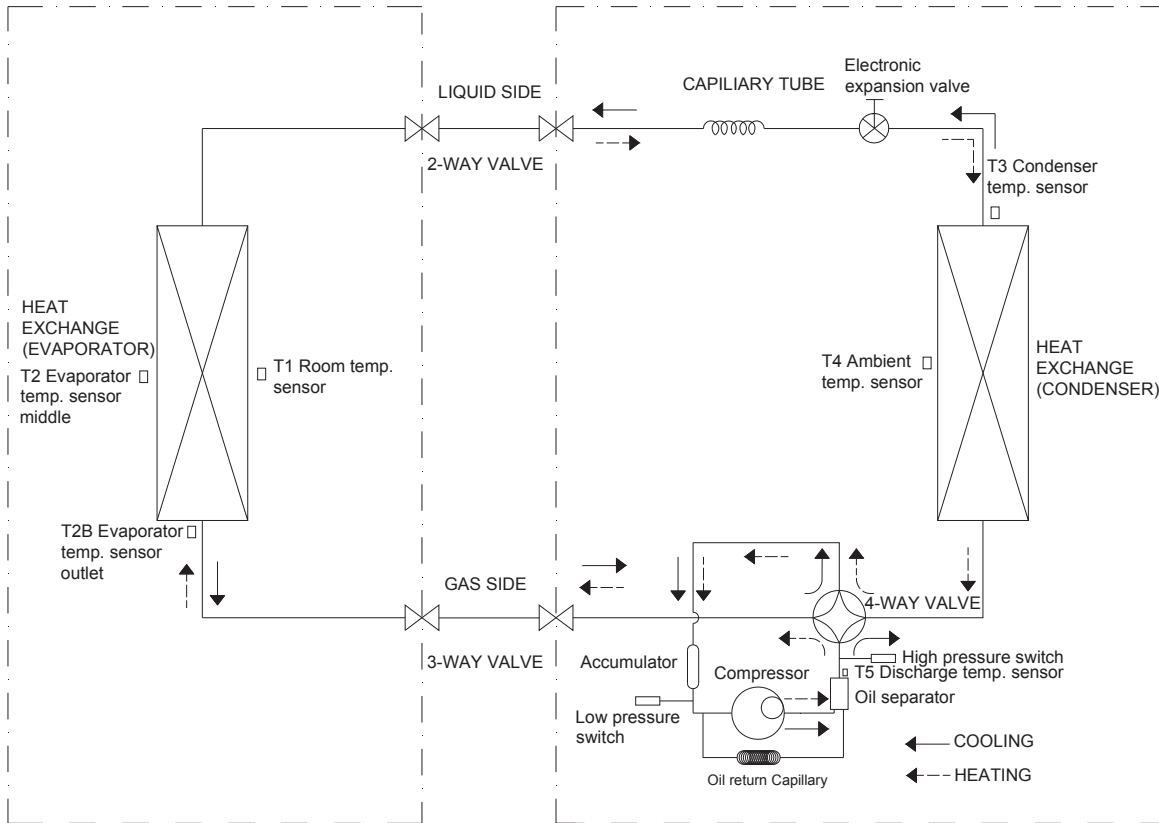 LIQUID SIDE
2-WAY VALVE
CAPILIARY TUBE
Electronic
expansion valve
T3 Condenser
temp. sensor
HEAT
EXCHANGE
(EVAPORATOR)
T2 Evaporator
temp. sensor
middle
T1 Room temp.
sensor
T4 Ambient
temp. sensor
HEAT
EXCHANGE
(CONDENSER)
T2B Evaporator
temp. sensor
outlet
GAS SIDE
3-WAY VALVE
4-WAY VALVE
Accumulator
Compressor
High pressure switch
T5 Discharge temp. sensor
Oil separator
Low pressure
switch
Oil return Capillary
COOLING
HEATING